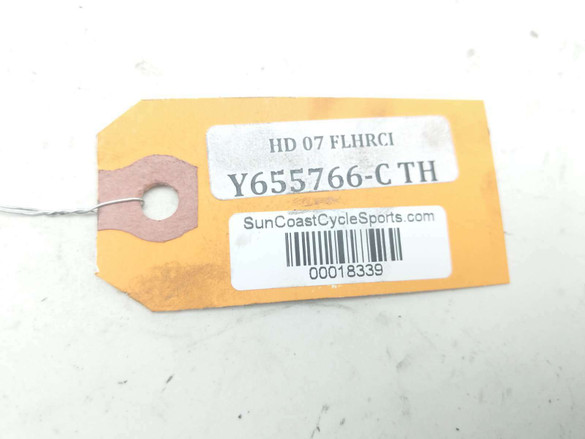 HD 07 FLHRCI
Y655766-C TH
SunCoastCycleSports.com
00018339